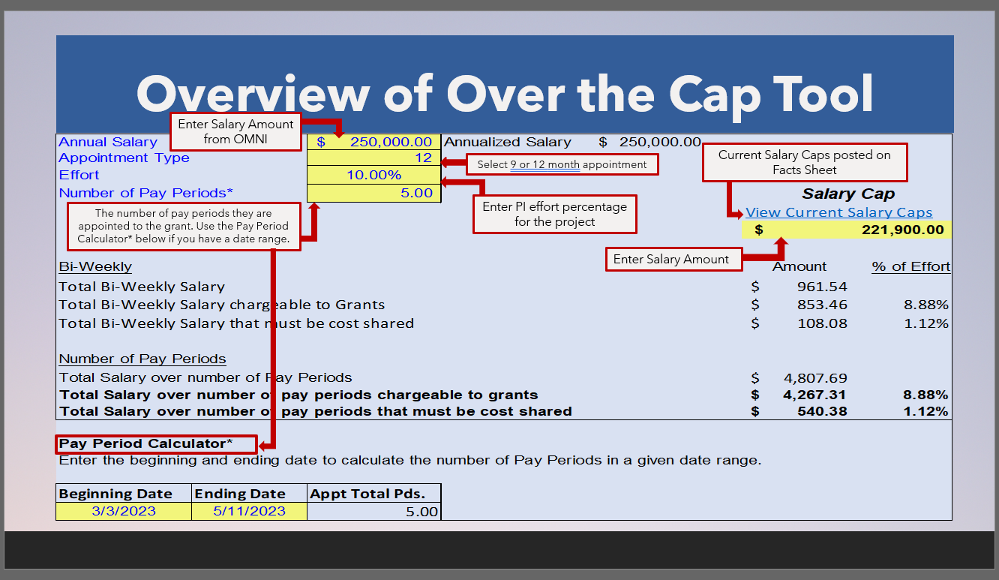 Overview of Over the Cap Tool
Enter Salary Amount
from OMNI
Annual Salary $ 250,000.00 Annualized Salary $ 250,000.00
Appointment Type 12
Select 9 or 12 month appointment
Current Salary Caps posted on
Facts Sheet
Effort 10.00%
Number of Pay Periods* 5.00
Salary Cap
View Current Salary Caps
$ 221,900.00
Enter PI effort percentage
for the project
The number of pay periods they are
appointed to the grant. Use the Pay Period
Calculator* below if you have a date range.
Enter Salary Amount
Bi-Weekly Amount % of Effort
Total Bi-Weekly Salary $ 961.54
Total Bi-Weekly Salary chargeable to Grants $ 853.46 8.88%
Total Bi-Weekly Salary that must be cost shared $ 108.08 1.12%
Number of Pay Periods
Total Salary over number of Pay Periods $ 4,807.69
Total Salary over number of pay periods chargeable to grants $ 4,267.31 8.88%
Total Salary over number of pay periods that must be cost shared $ 540.38 1.12%
Pay Period Calculator*
Enter the beginning and ending date to calculate the number of Pay Periods in a given date range.
Beginning Date Ending Date Appt Total Pds.
3/3/2023 5/11/2023 5.00